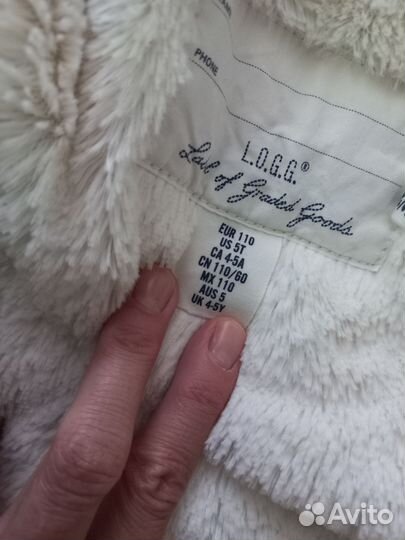 PHONE
L.O.G.G.®
Label of Graded Goods
EUR 110
US 5T
CA 4-5A
CN 110/60
MX 110
AUS 5
UK 4-5Y
Avito